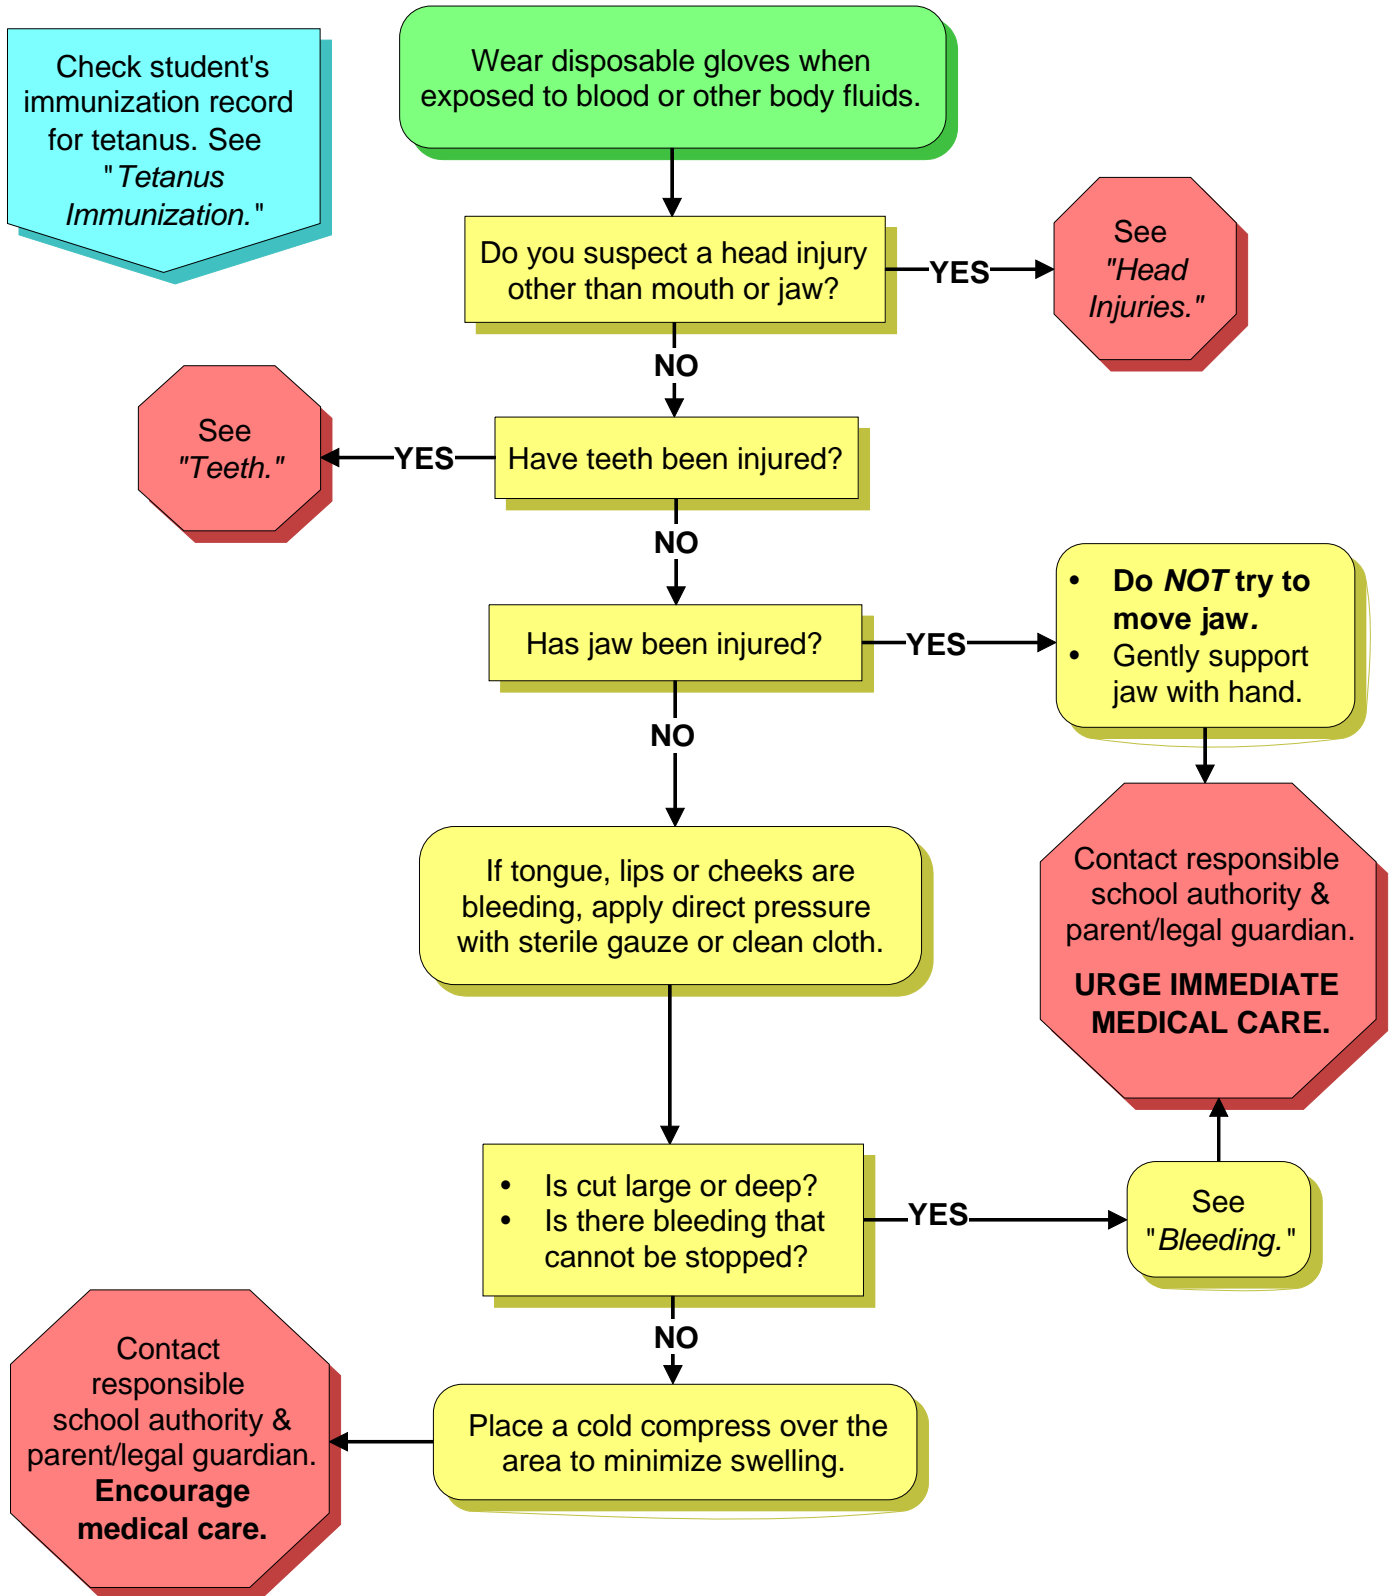 Check student's
immunization record
for tetanus. See
"Tetanus
Immunization."
Wear disposable gloves when
exposed to blood or other body fluids.
Do you suspect a head injury
other than mouth or jaw?
YES
See
"Head
Injuries."
NO
Have teeth been injured?
YES
See
"Teeth."
NO
Has jaw been injured?
YES
• Do NOT try to
move jaw.
• Gently support
jaw with hand.
NO
Contact responsible
school authority &
parent/legal guardian.
URGE IMMEDIATE
MEDICAL CARE.
If tongue, lips or cheeks are
bleeding, apply direct pressure
with sterile gauze or clean cloth.
• Is cut large or deep?
• Is there bleeding that
cannot be stopped?
YES
See
"Bleeding."
NO
Place a cold compress over the
area to minimize swelling.
Contact
responsible
school authority &
parent/legal guardian.
Encourage
medical care.